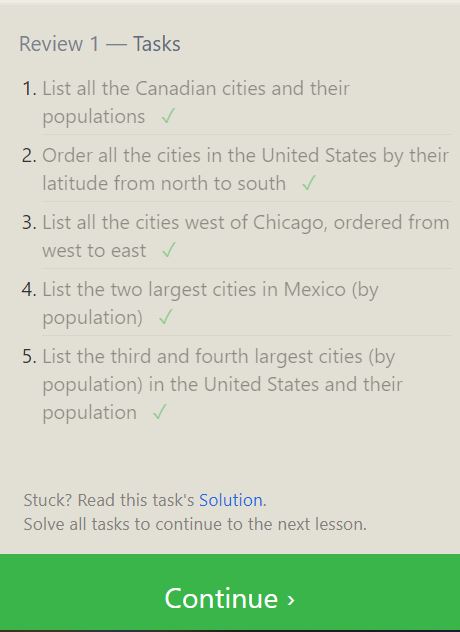 Review 1 — Tasks
1. List all the Canadian cities and their
populations ✓
2. Order all the cities in the United States by their
latitude from north to south ✓
3. List all the cities west of Chicago, ordered from
west to east ✓
4. List the two largest cities in Mexico (by
population) ✓
5. List the third and fourth largest cities (by
population) in the United States and their
population ✓
Stuck? Read this task's Solution.
Solve all tasks to continue to the next lesson.
Continue ›